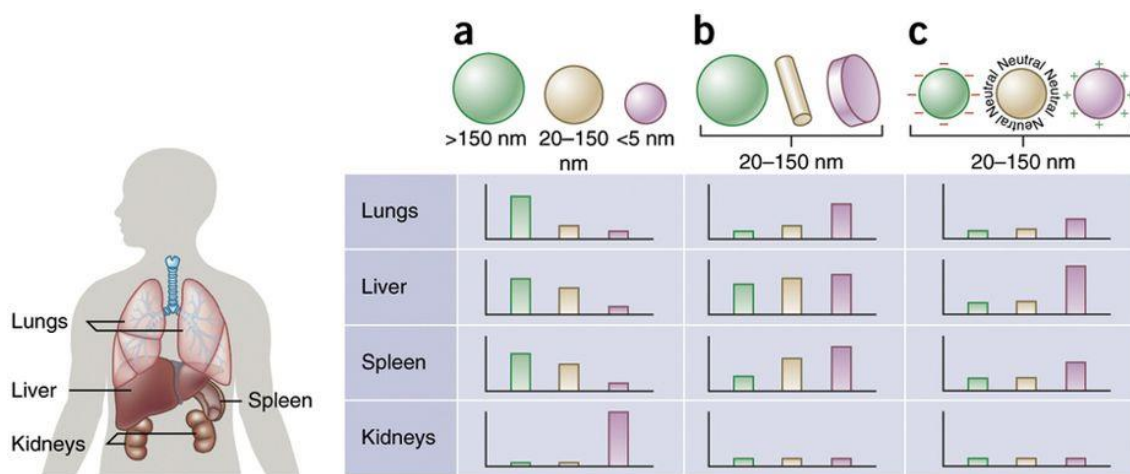 a
b
c
>150 nm
20–150
nm
<5 nm
20–150 nm
Neutral Neutral Neutral Neutral Neutral
20–150 nm
- - - - - - - -
+ + + + + + + +
Lungs
Liver
Spleen
Kidneys
Lungs
Liver
Spleen
Kidneys